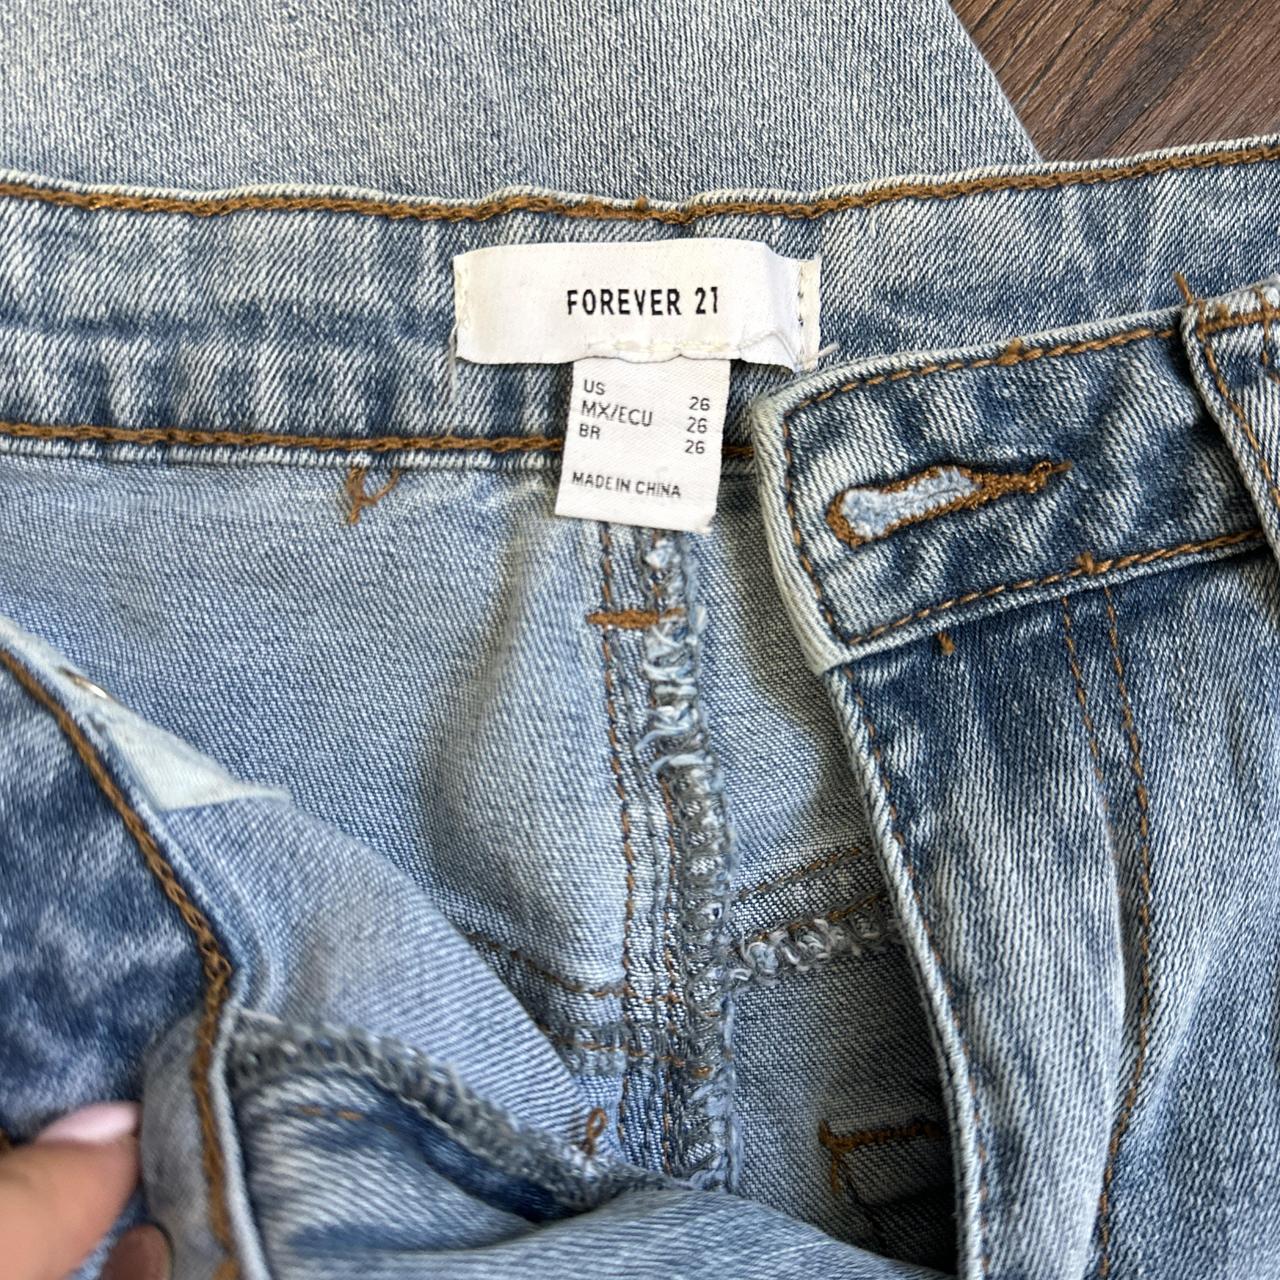 FOREVER 21
US 26
MX/ECU 26
BR 26
MADE IN CHINA